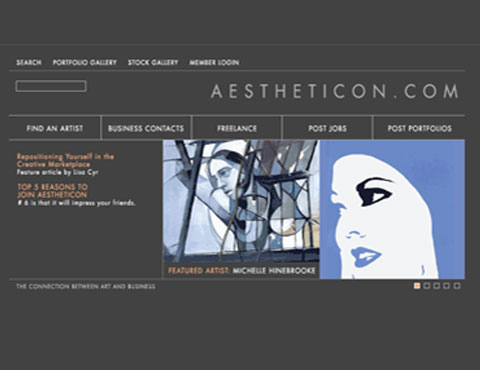 SEARCH PORTFOLIO GALLERY STOCK GALLERY MEMBER LOGIN
AESTHETICON.COM
FIND AN ARTIST BUSINESS CONTACTS FREELANCE POST JOBS POST PORTFOLIOS
Repositioning Yourself in the
Creative Marketplace
Feature article by Lisa Cyr
TOP 5 REASONS TO
JOIN AESTHETICON
# 6 is that it will impress your friends.
FEATURED ARTIST: MICHELLE HINEBROOKE
THE CONNECTION BETWEEN ART AND BUSINESS